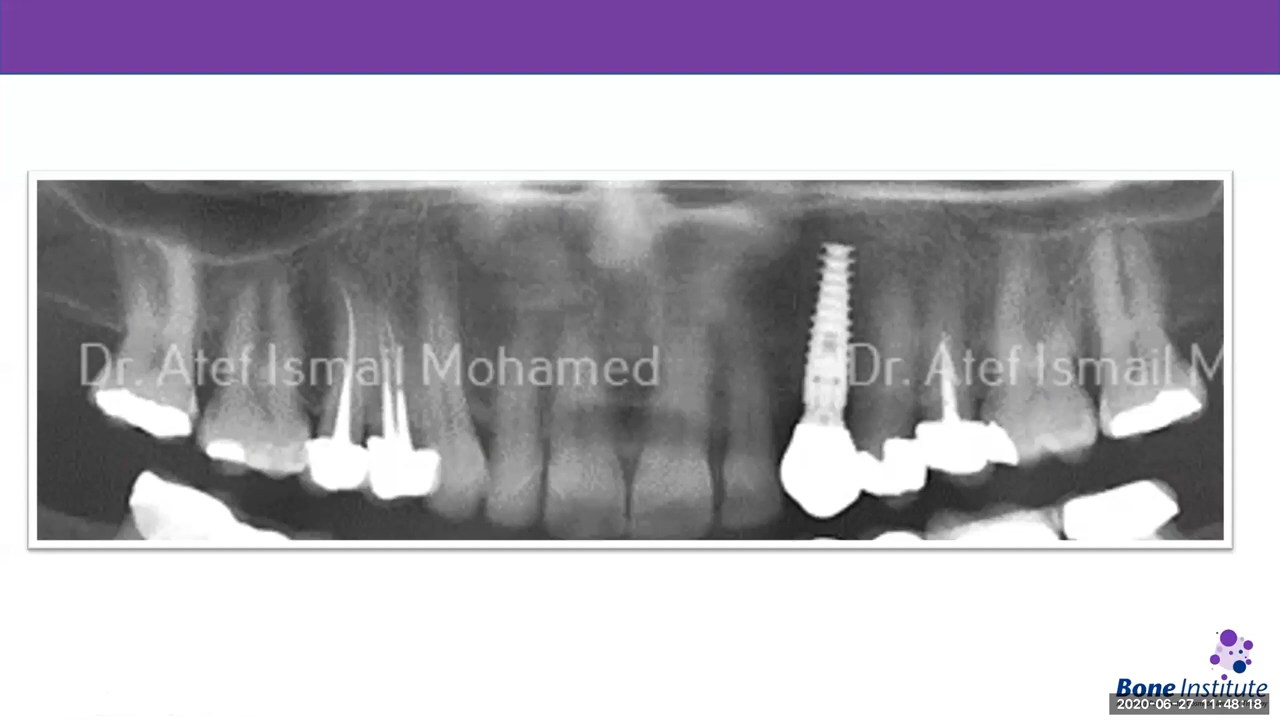 Dr. Atef Ismail Mohamed
Dr. Atef Ismail M
Bone Institute
2020-06-27 11:48:18